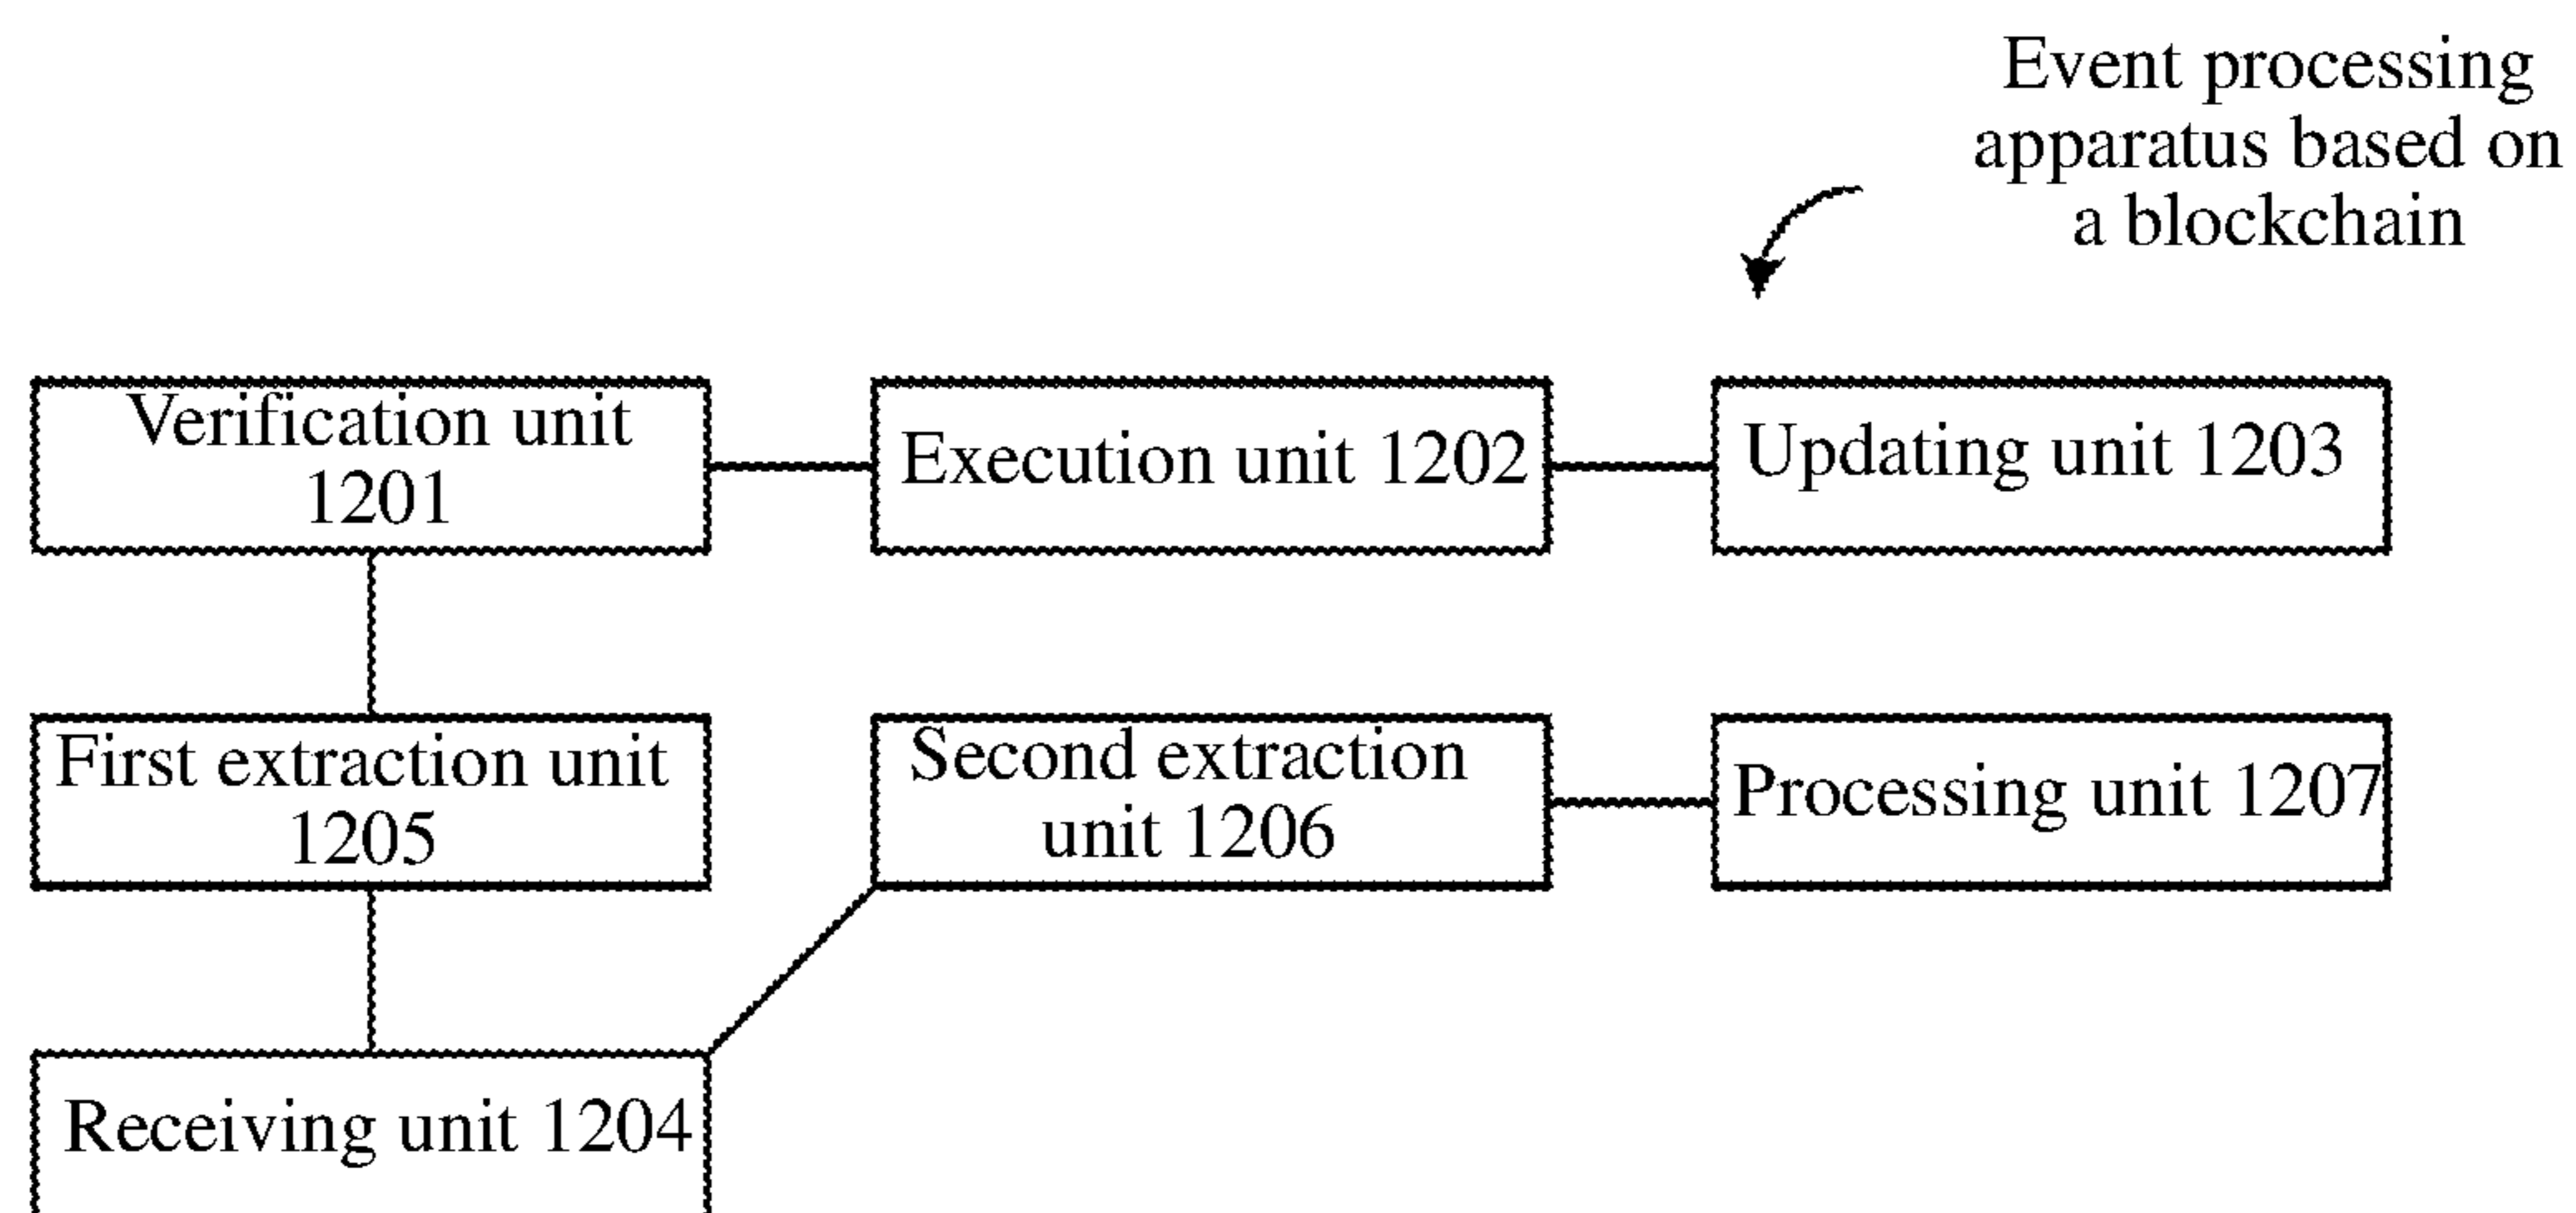 Event processing
apparatus based on
a blockchain
Verification unit
1201
Execution unit 1202
Updating unit 1203
First extraction unit
1205
Second extraction
unit 1206
Processing unit 1207
Receiving unit 1204